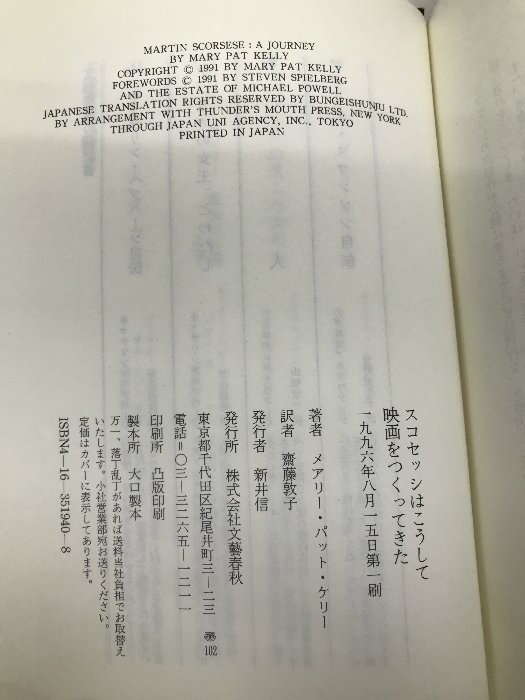 MARTIN SCORSESE : A JOURNEY
BY MARY PAT KELLY
COPYRIGHT © 1991 BY MARY PAT KELLY
FOREWORDS © 1991 BY STEVEN SPIELBERG
AND THE ESTATE OF MICHAEL POWELL
JAPANESE TRANSLATION RIGHTS RESERVED BY BUNGEISHUNJU LTD.
BY ARRANGEMENT WITH THUNDER'S MOUTH PRESS, NEW YORK
THROUGH JAPAN UNI AGENCY, INC., TOKYO
PRINTED IN JAPAN
スコセッシはこうして
映画をつくってきた
一九九六年八月一五日第一刷
著者 メアリー・パット・ケリー
訳者 齋藤敦子
発行者 新井信
発行所 株式会社文藝春秋
東京都千代田区紀尾井町三—二三 〠102
電話=〇三—三二六五—一二一一
印刷所 凸版印刷
製本所 大口製本
万一、落丁乱丁があれば送料当社負担でお取替え
いたします。小社営業部宛お送りください。
定価はカバーに表示してあります。
ISBN4—16—351940—8